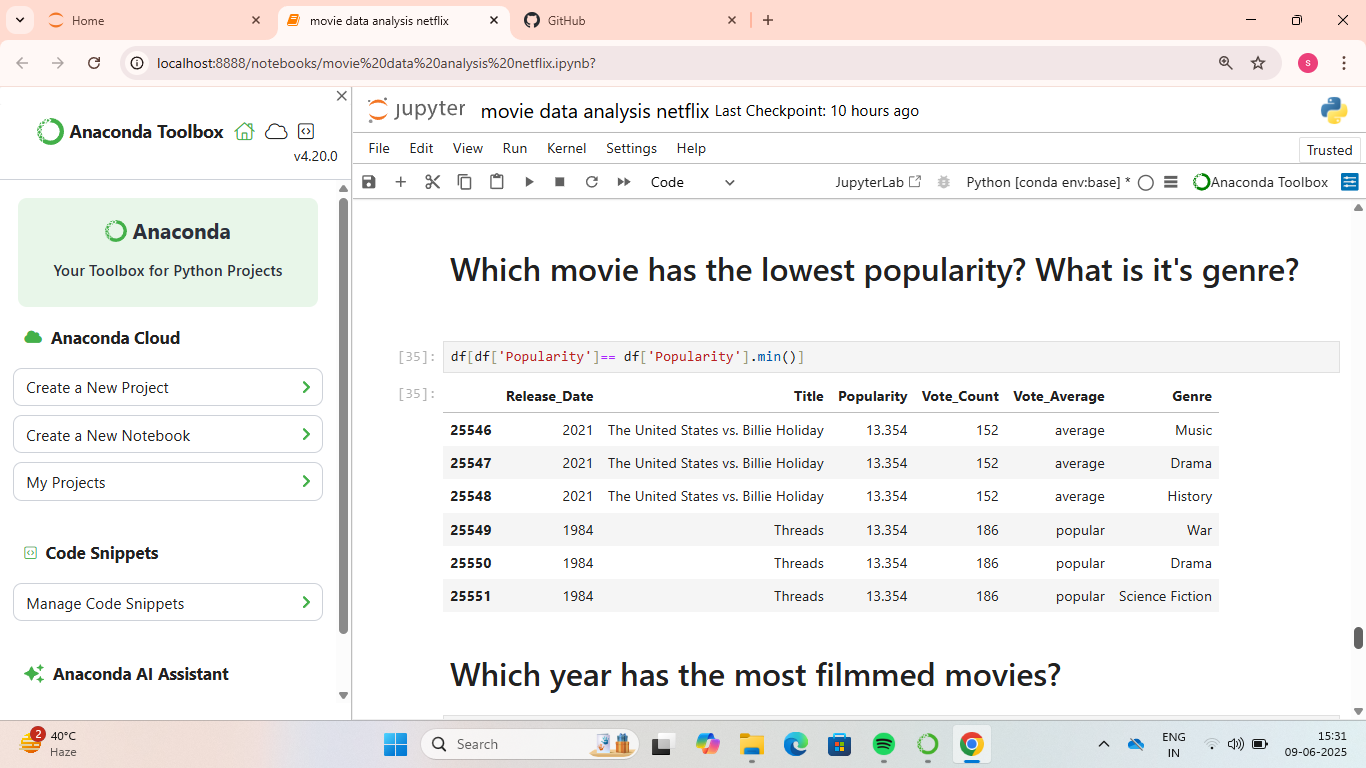 Home
movie data analysis netflix
GitHub
localhost:8888/notebooks/movie%20data%20analysis%20netflix.ipynb?
s
Anaconda Toolbox
v4.20.0
Anaconda
Your Toolbox for Python Projects
Anaconda Cloud
Create a New Project
Create a New Notebook
My Projects
Code Snippets
Manage Code Snippets
Anaconda AI Assistant
jupyter movie data analysis netflix Last Checkpoint: 10 hours ago
File Edit View Run Kernel Settings Help
Trusted
Code JupyterLab Python [conda env:base] * Anaconda Toolbox
Which movie has the lowest popularity? What is it's genre?
[35]: df[df['Popularity']== df['Popularity'].min()]
[35]:
Release_Date Title Popularity Vote_Count Vote_Average Genre
25546 2021 The United States vs. Billie Holiday 13.354 152 average Music
25547 2021 The United States vs. Billie Holiday 13.354 152 average Drama
25548 2021 The United States vs. Billie Holiday 13.354 152 average History
25549 1984 Threads 13.354 186 popular War
25550 1984 Threads 13.354 186 popular Drama
25551 1984 Threads 13.354 186 popular Science Fiction
Which year has the most filmmed movies?
2
40°C
Haze
Search
ENG
IN
15:31
09-06-2025